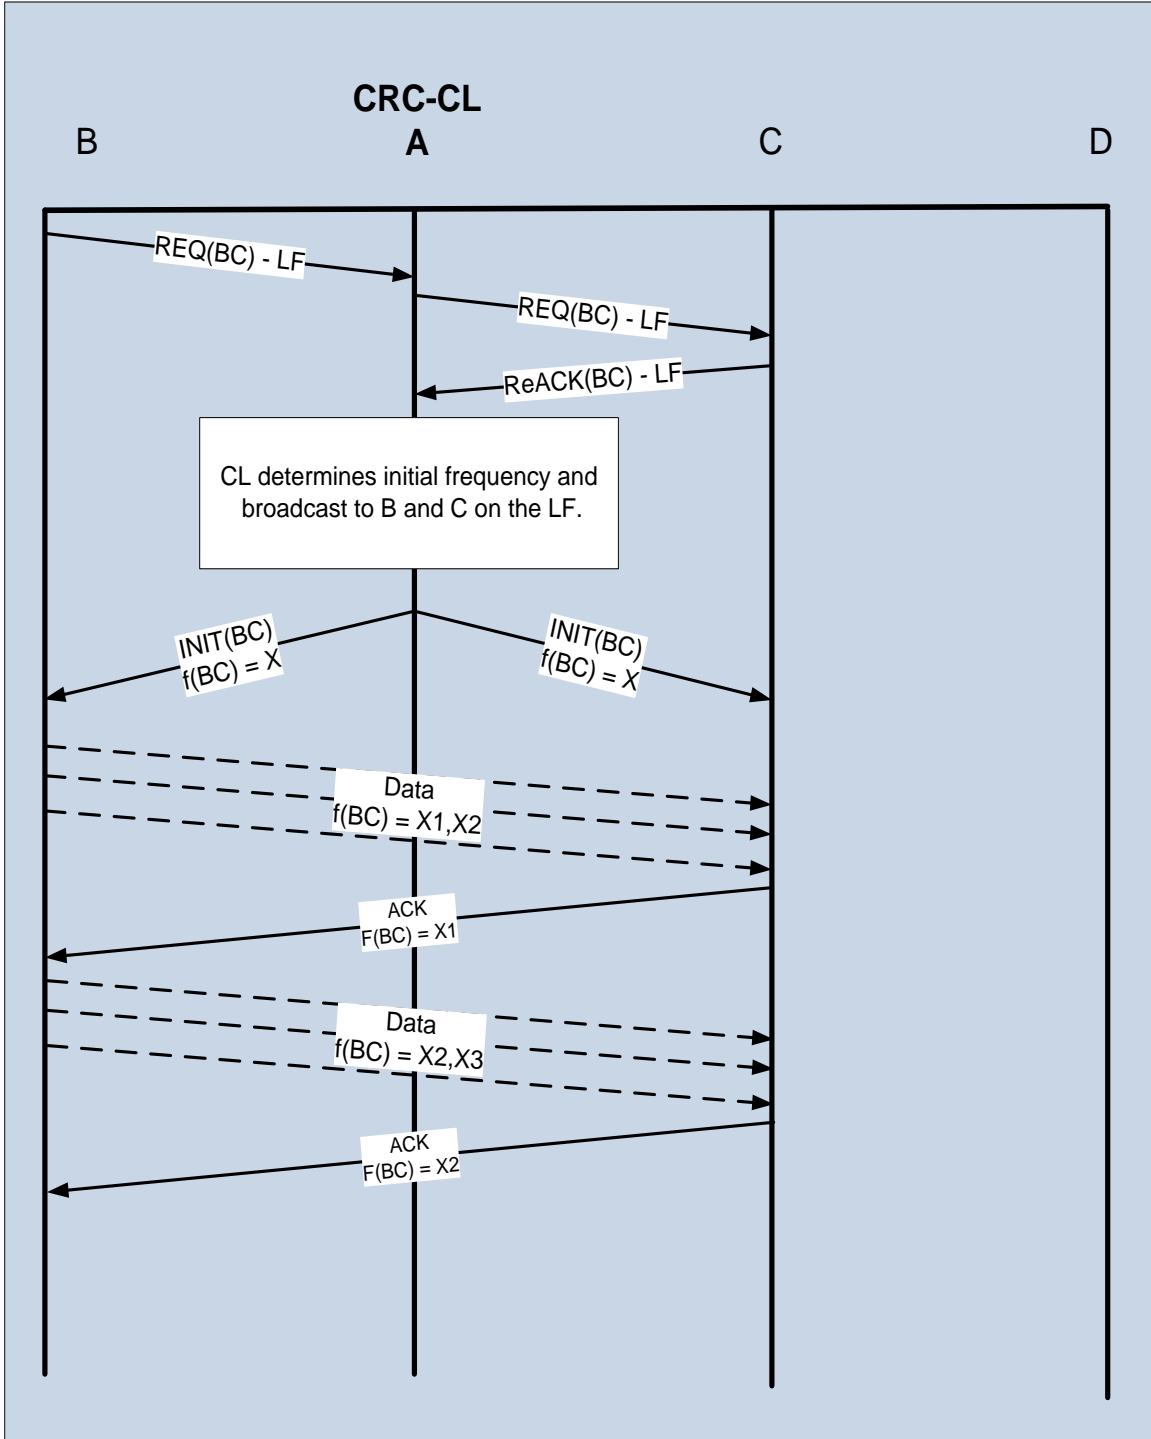 CRC-CL
B
A
C
D
REQ(BC) - LF
REQ(BC) - LF
ReACK(BC) - LF
CL determines initial frequency and
broadcast to B and C on the LF.
INIT(BC)
f(BC) = X
INIT(BC)
f(BC) = X
Data
f(BC) = X1,X2
ACK
F(BC) = X1
Data
f(BC) = X2,X3
ACK
F(BC) = X2